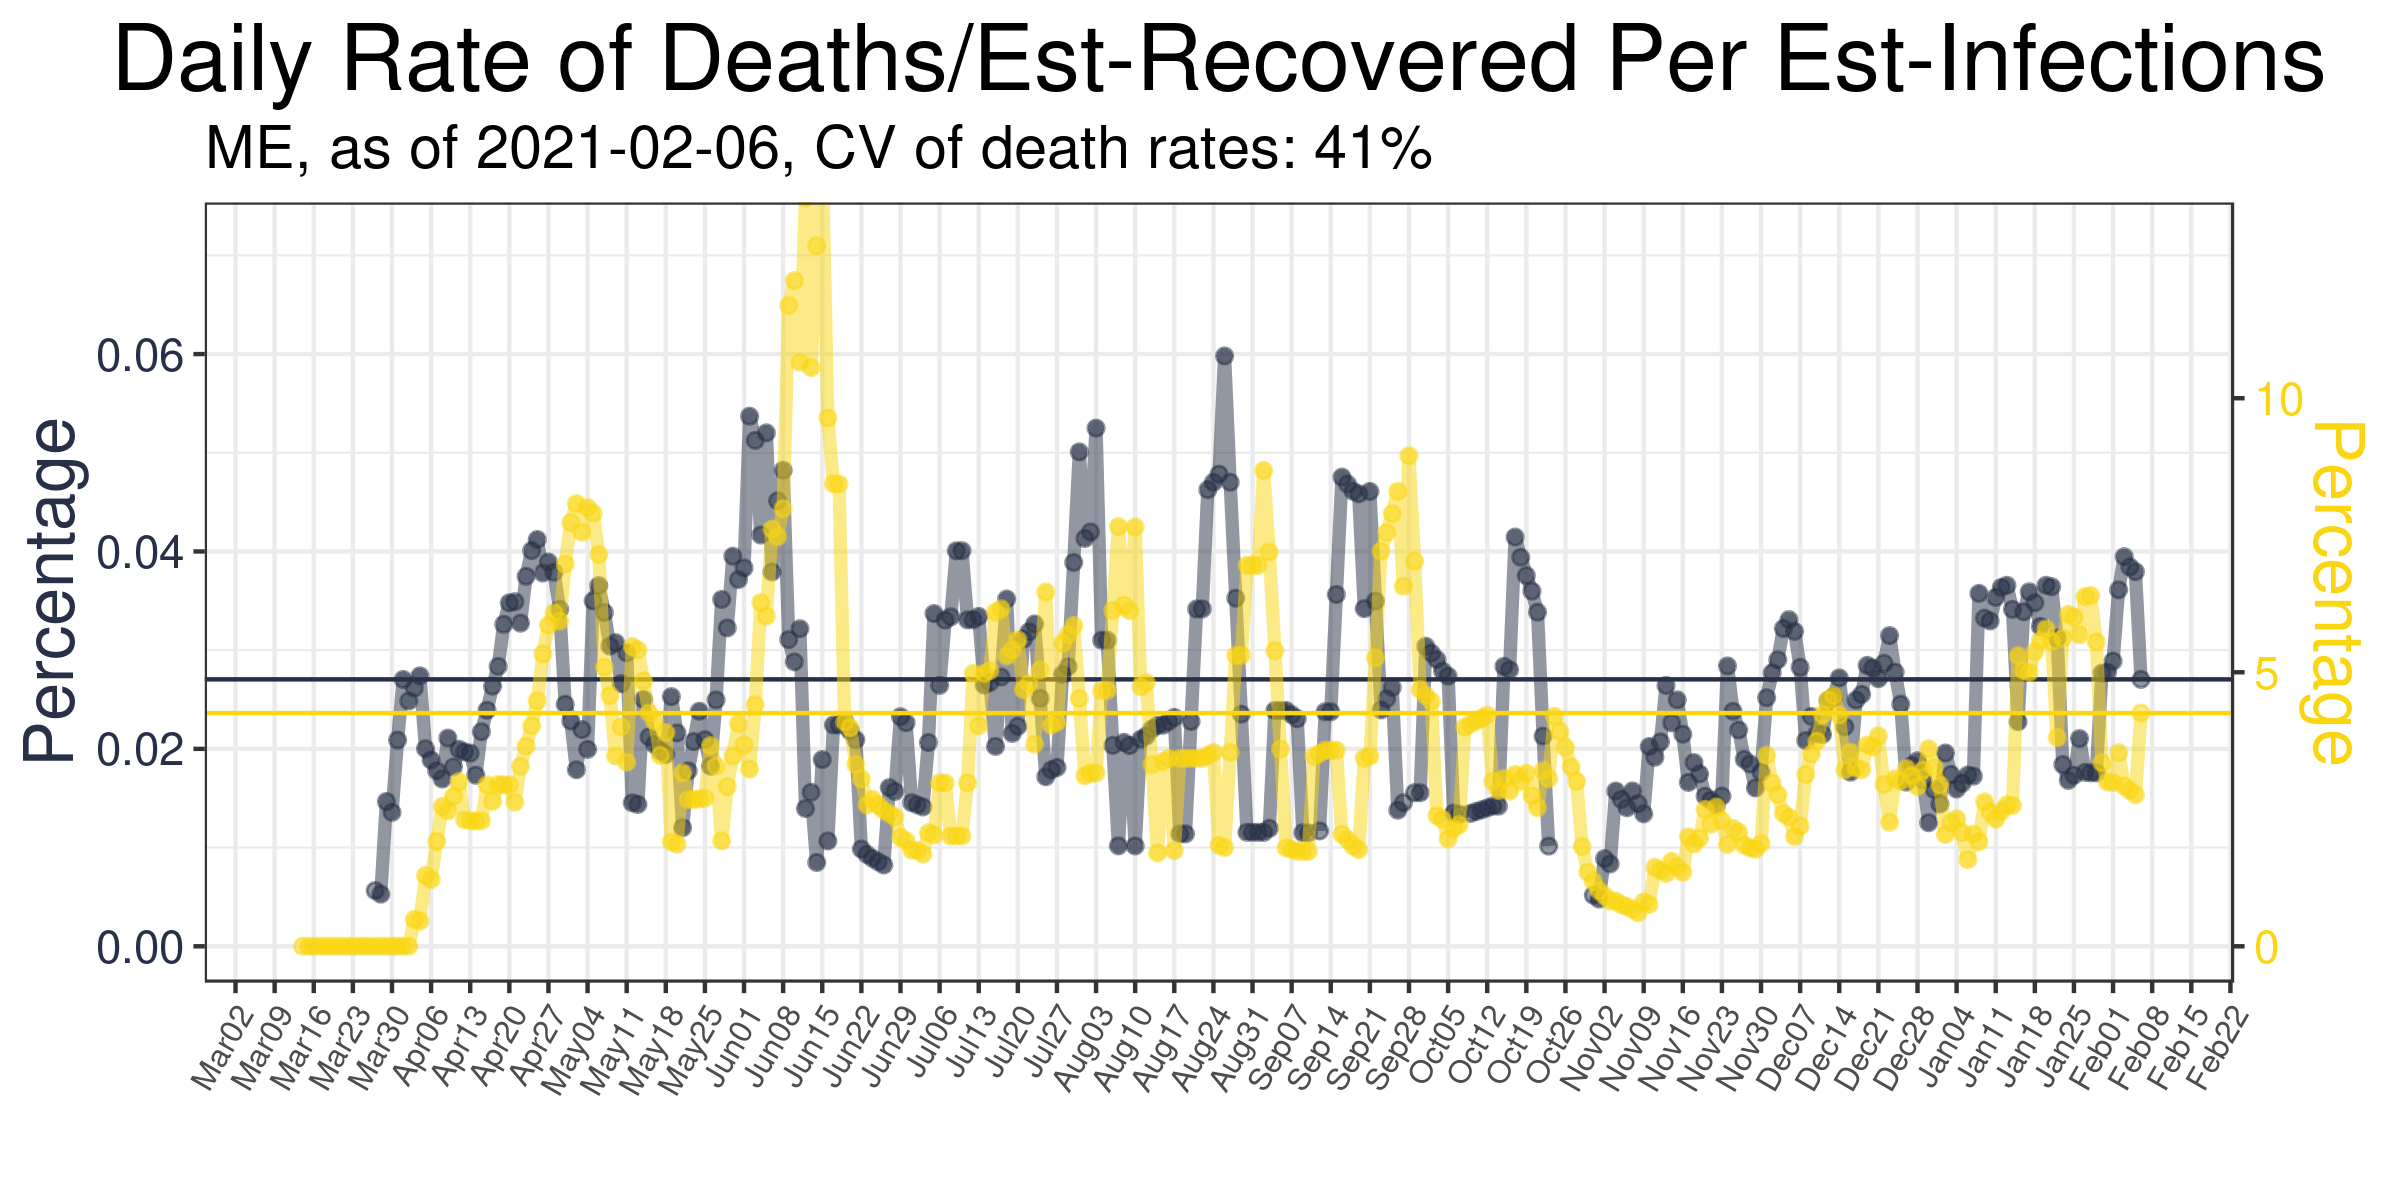 Daily Rate of Deaths/Est-Recovered Per Est-Infections
ME, as of 2021-02-06, CV of death rates: 41%
Percentage
0.06
0.04
0.02
0.00
10
5
0
Percentage
Mar02
Mar09
Mar16
Mar23
Mar30
Apr06
Apr13
Apr20
Apr27
May04
May11
May18
May25
Jun01
Jun08
Jun15
Jun22
Jun29
Jul06
Jul13
Jul20
Jul27
Aug03
Aug10
Aug17
Aug24
Aug31
Sep07
Sep14
Sep21
Sep28
Oct05
Oct12
Oct19
Oct26
Nov02
Nov09
Nov16
Nov23
Nov30
Dec07
Dec14
Dec21
Dec28
Jan04
Jan11
Jan18
Jan25
Feb01
Feb08
Feb15
Feb22